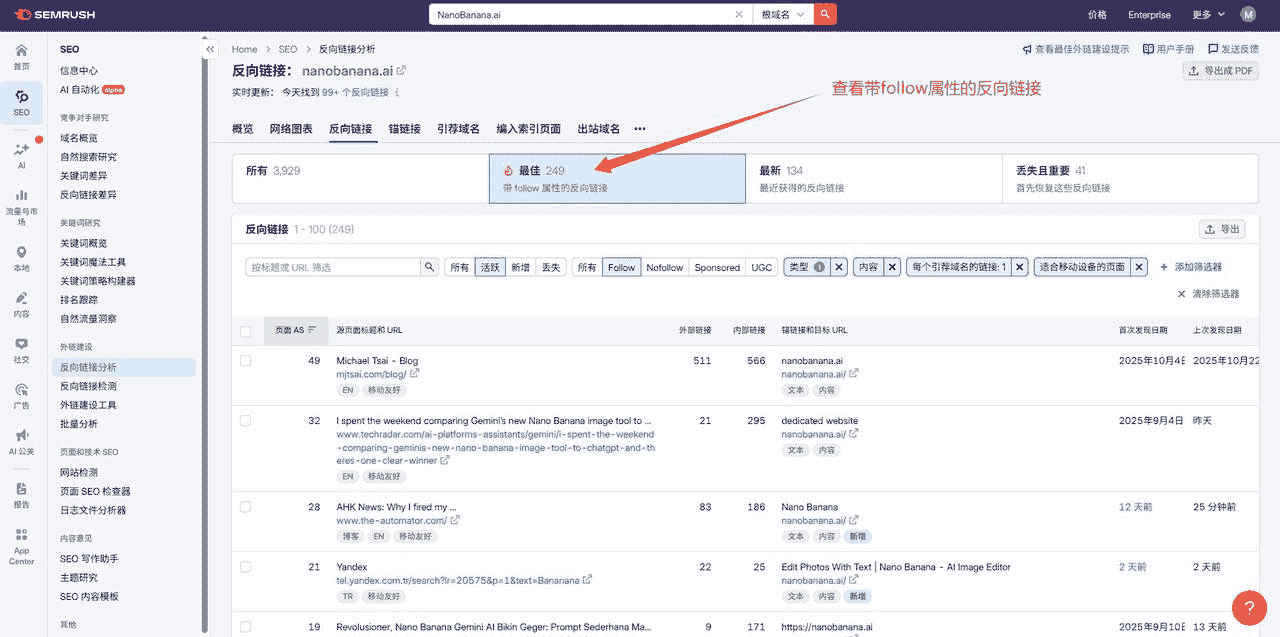 SEMRUSH
NanoBanana.ai
根域名
价格
Enterprise
更多
M
首页
SEO
AI
流量与市场
本地
内容
社交
广告
AI 公关
报告
App Center
SEO
信息中心
AI 自动化 alpha
竞争对手研究
域名概览
自然搜索研究
关键词差异
反向链接差异
关键词研究
关键词概览
关键词魔法工具
关键词策略构建器
排名跟踪
自然流量洞察
外链建设
反向链接分析
反向链接检测
外链建设工具
批量分析
页面和技术 SEO
网站检测
页面 SEO 检查器
日志文件分析器
内容意见
SEO 写作助手
主题研究
SEO 内容模板
其他
Home > SEO > 反向链接分析
查看最佳外链建设提示
用户手册
发送反馈
反向链接： nanobanana.ai
导出成 PDF
实时更新： 今天找到 99+ 个反向链接 i
查看带follow属性的反向链接
概览 网络图表 反向链接 锚链接 引荐域名 编入索引页面 出站域名 •••
所有 3,929
最佳 249
带 follow 属性的反向链接
最新 134
最近获得的反向链接
丢失且重要 41
首先恢复这些反向链接
反向链接 1 - 100 (249)
导出
按标题或 URL 筛选
所有 活跃 新增 丢失
所有 Follow Nofollow Sponsored UGC
类型 1
内容
每个引荐域名的链接: 1
适合移动设备的页面
+ 添加筛选器
清除筛选器
页面 AS 源页面标题和 URL 外部链接 内部链接 锚链接和目标 URL 首次发现日期 上次发现日期
49 Michael Tsai - Blog 511 566 nanobanana.ai 2025年10月4日 2025年10月22
mjtsai.com/blog/ nanobanana.ai/
EN 移动友好 文本 内容
32 I spent the weekend comparing Gemini's new Nano Banana image tool to ... 21 295 dedicated website 2025年9月4日 昨天
www.techradar.com/ai-platforms-assistants/gemini/i-spent-the-weekend nanobanana.ai/
-comparing-geminis-new-nano-banana-image-tool-to-chatgpt-and-th 文本 内容
eres-one-clear-winner
EN 移动友好
28 AHK News: Why I fired my ... 83 186 Nano Banana 12 天前 25 分钟前
www.the-automator.com/ nanobanana.ai/
博客 EN 移动友好 文本 内容 新增
21 Yandex 22 25 Edit Photos With Text | Nano Banana - AI Image Editor 2 天前 2 天前
tel.yandex.com.tr/search?lr=20575&p=1&text=Bananana nanobanana.ai/
TR 移动友好 文本 内容 新增
19 Revolusioner, Nano Banana Gemini AI Bikin Geger: Prompt Sederhana Ma... 9 171 https://nanobanana.ai 2025年9月10日 13 天前
?